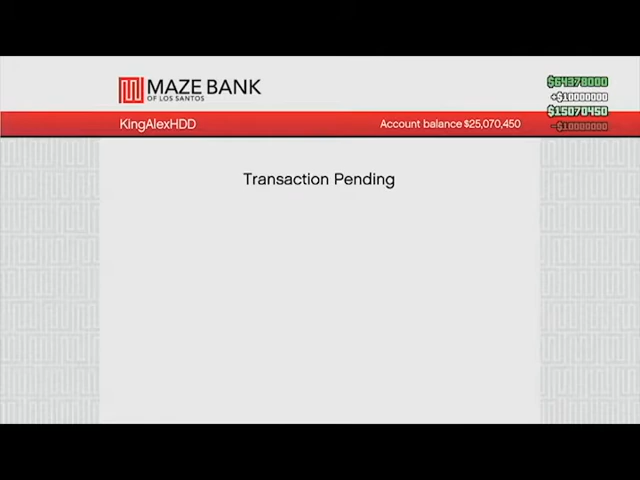 MAZE BANK
OF LOS SANTOS
KingAlexHDD
Account balance $25,070,450
$64378000
+$10000000
$15070450
-$10000000
Transaction Pending